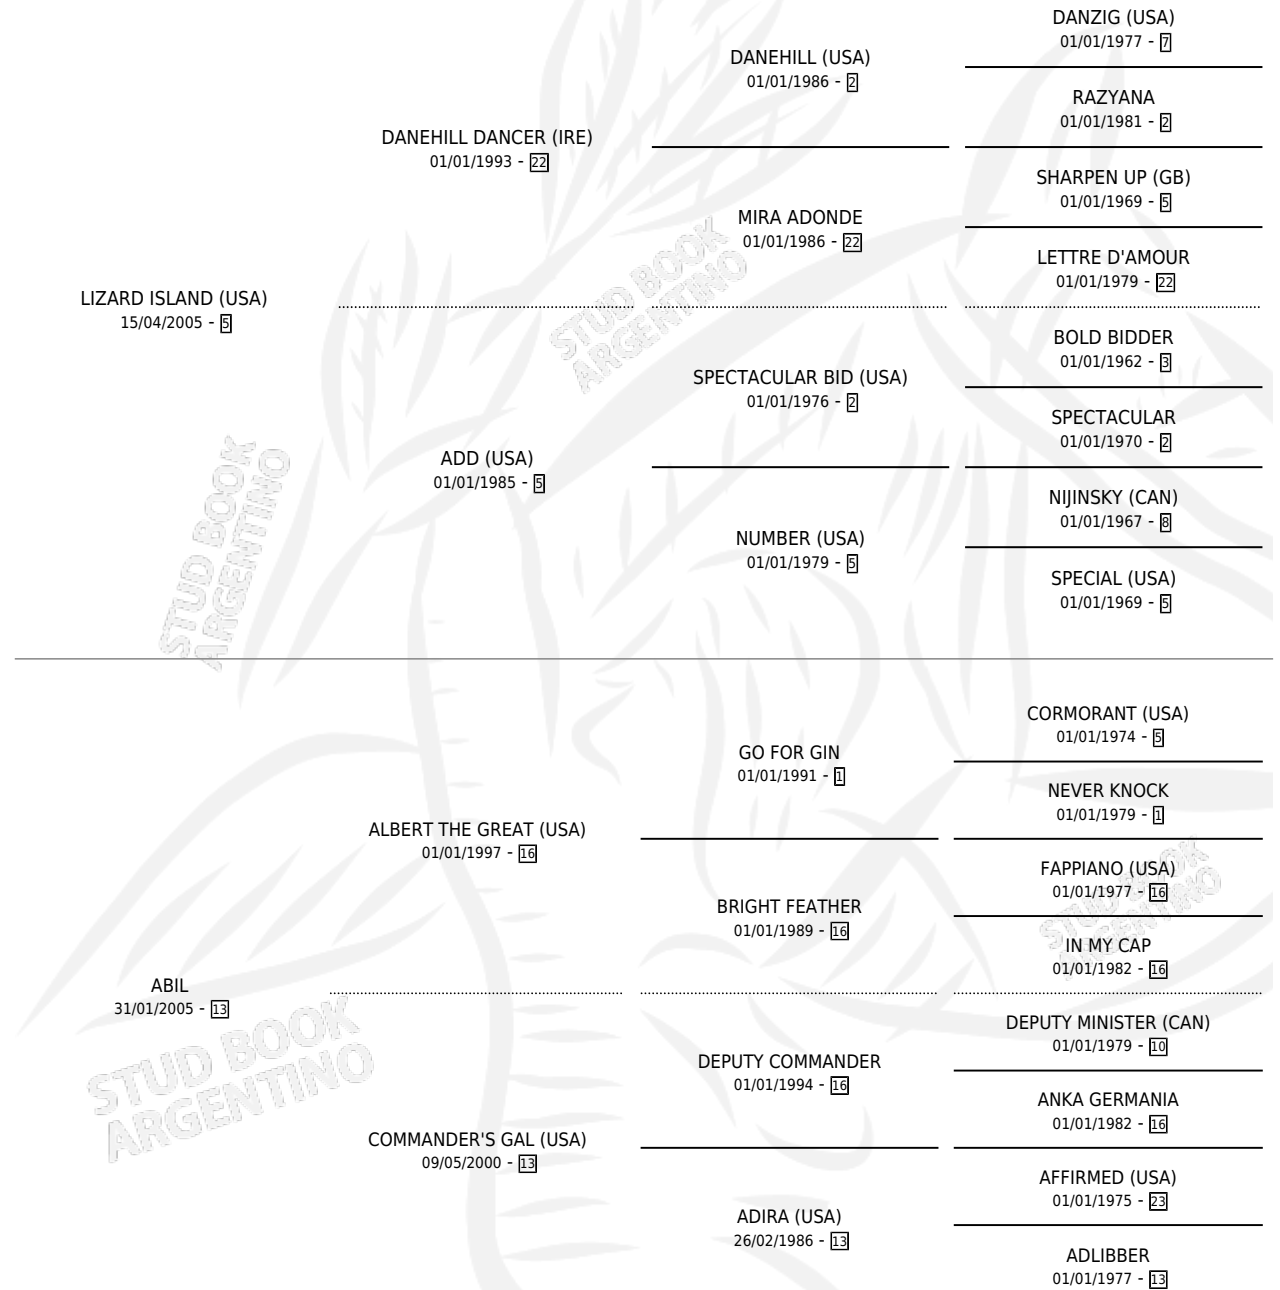 DANZIG (USA)
01/01/1977 - 7
DANEHILL (USA)
01/01/1986 - 2
RAZYANA
01/01/1981 - 2
DANEHILL DANCER (IRE)
01/01/1993 - 22
SHARPEN UP (GB)
01/01/1969 - 5
MIRA ADONDE
01/01/1986 - 22
LETTRE D'AMOUR
01/01/1979 - 22
LIZARD ISLAND (USA)
15/04/2005 - 5
BOLD BIDDER
01/01/1962 - 3
SPECTACULAR BID (USA)
01/01/1976 - 2
SPECTACULAR
01/01/1970 - 2
ADD (USA)
01/01/1985 - 5
NIJINSKY (CAN)
01/01/1967 - 8
NUMBER (USA)
01/01/1979 - 5
SPECIAL (USA)
01/01/1969 - 5
CORMORANT (USA)
01/01/1974 - 5
GO FOR GIN
01/01/1991 - 1
NEVER KNOCK
01/01/1979 - 1
ALBERT THE GREAT (USA)
01/01/1997 - 16
FAPPIANO (USA)
01/01/1977 - 16
BRIGHT FEATHER
01/01/1989 - 16
IN MY CAP
01/01/1982 - 16
ABIL
31/01/2005 - 13
DEPUTY MINISTER (CAN)
01/01/1979 - 10
DEPUTY COMMANDER
01/01/1994 - 16
ANKA GERMANIA
01/01/1982 - 16
COMMANDER'S GAL (USA)
09/05/2000 - 13
AFFIRMED (USA)
01/01/1975 - 23
ADIRA (USA)
26/02/1986 - 13
ADLIBBER
01/01/1977 - 13
STUD BOOK
ARGENTINO
STUD BOOK
ARGENTINO
STUD BOOK
ARGENTINO
STUD BOOK
ARGENTINO